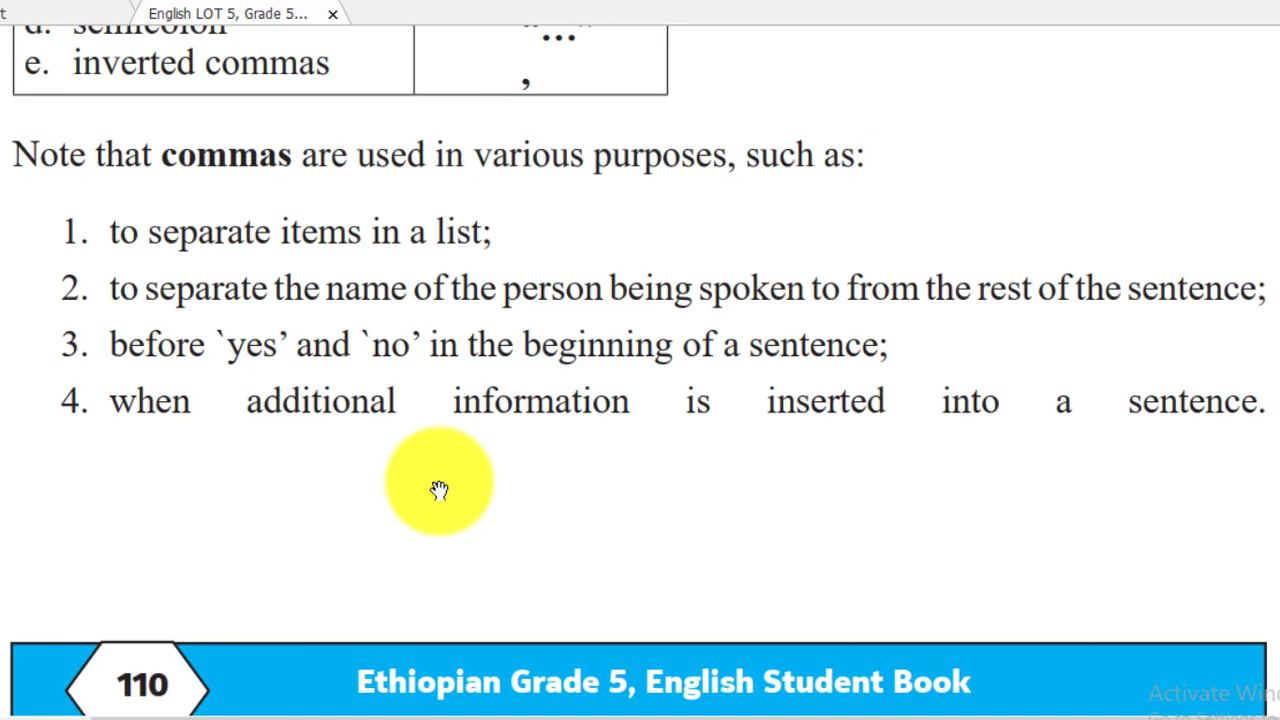 t
English LOT 5, Grade 5... ×
d. semicolon "..."
e. inverted commas ,
Note that commas are used in various purposes, such as:
1. to separate items in a list;
2. to separate the name of the person being spoken to from the rest of the sentence;
3. before `yes’ and `no’ in the beginning of a sentence;
4. when additional information is inserted into a sentence.
110 Ethiopian Grade 5, English Student Book
Activate Win